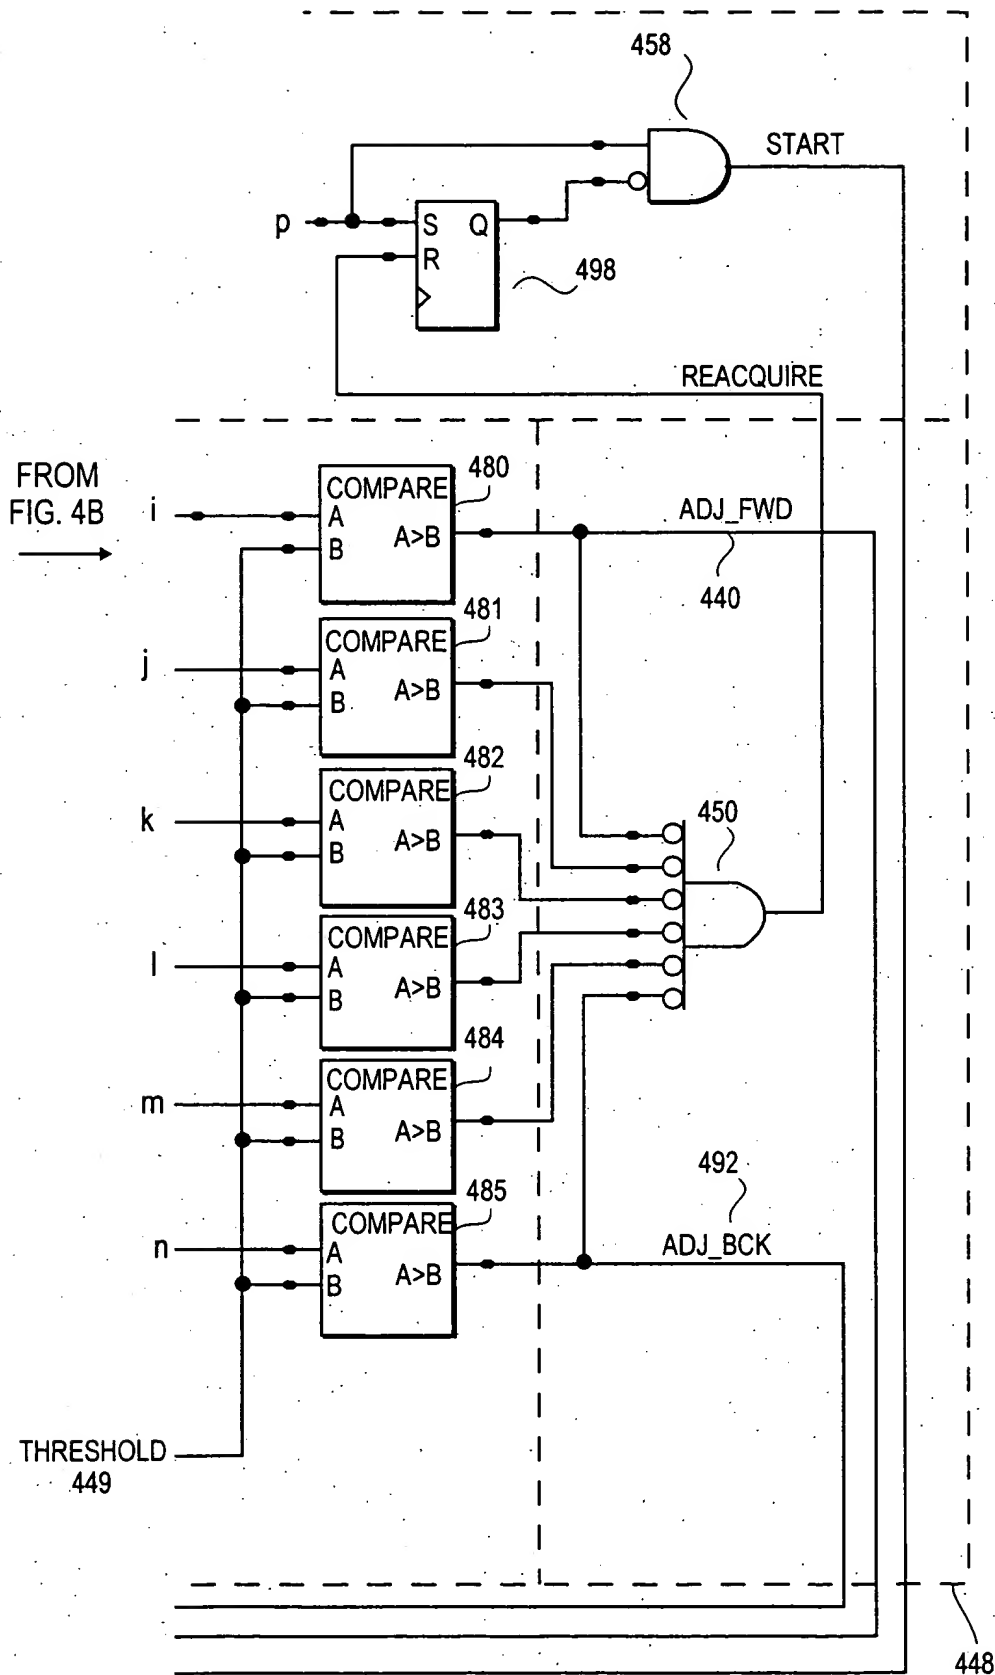 458
START
p
S Q
R
498
REACQUIRE
FROM
FIG. 4B
i
COMPARE
A
B
A>B
480
ADJ_FWD
440
j
COMPARE
A
B
A>B
481
k
COMPARE
A
B
A>B
482
450
l
COMPARE
A
B
A>B
483
m
COMPARE
A
B
A>B
484
n
COMPARE
A
B
A>B
485
492
ADJ_BCK
THRESHOLD
449
448